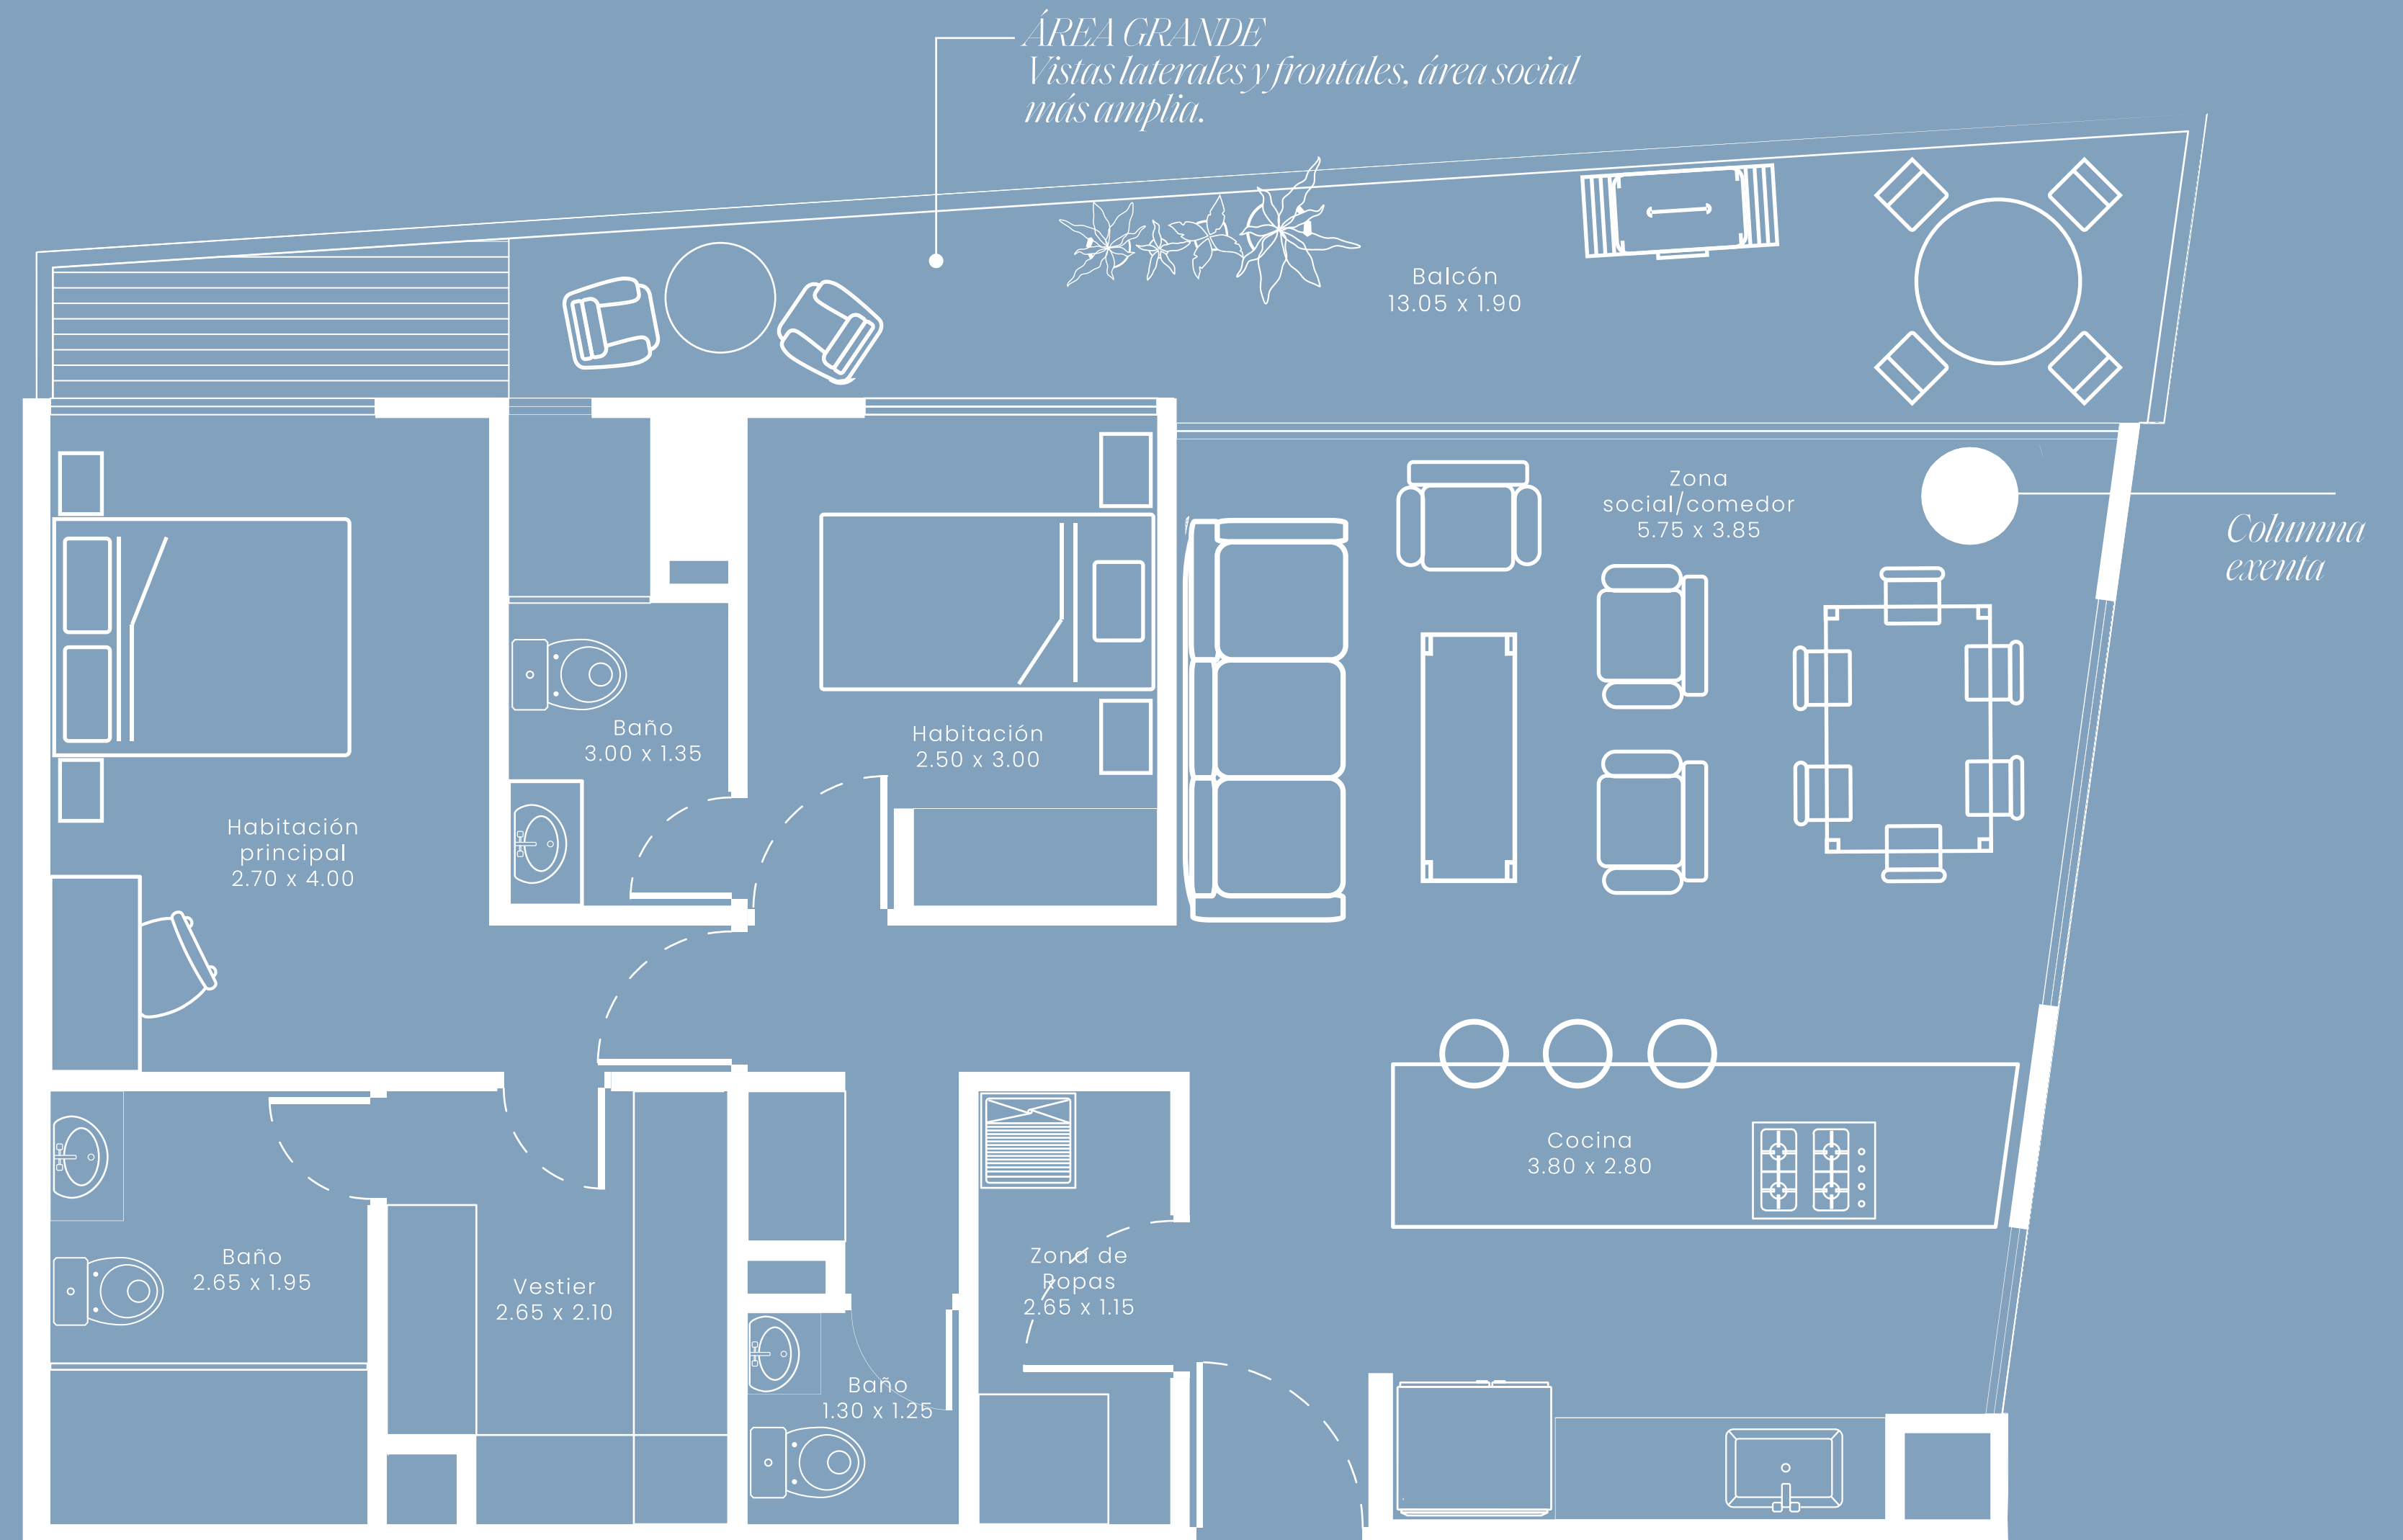 ÁREA GRANDE
Vistas laterales y frontales, área social
más amplia.
Balcón
13.05 x 1.90
Zona
social/comedor
5.75 x 3.85
Columna
exenta
Baño
3.00 x 1.35
Habitación
2.50 x 3.00
Habitación
principal
2.70 x 4.00
Cocina
3.80 x 2.80
Baño
2.65 x 1.95
Vestier
2.65 x 2.10
Zona de
Ropas
2.65 x 1.15
Baño
1.30 x 1.25